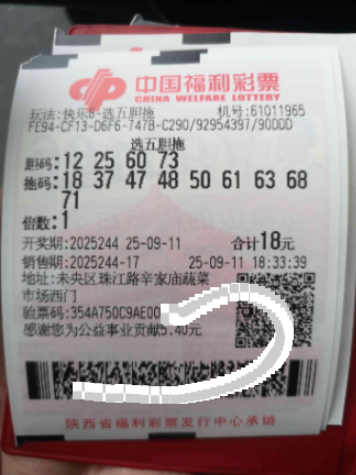 中国福利彩票
CHINA WELFARE LOTTERY
玩法:快乐8-选五胆拖 机号:61011965
FE94-CF13-D6F6-747B-C290/92954397/90DDD
选五胆拖
胆码:12 25 60 73
拖码:18 37 47 48 50 61 63 68
71
倍数:1
开奖期:2025244 25-09-11 合计18元
销售期:2025244-17 25-09-11 18:33:39
地址:未央区珠江路辛家庙蔬菜
市场西门
验票码:354A750C9AE00
感谢您为公益事业贡献5.40元
陕西省福利彩票发行中心承销